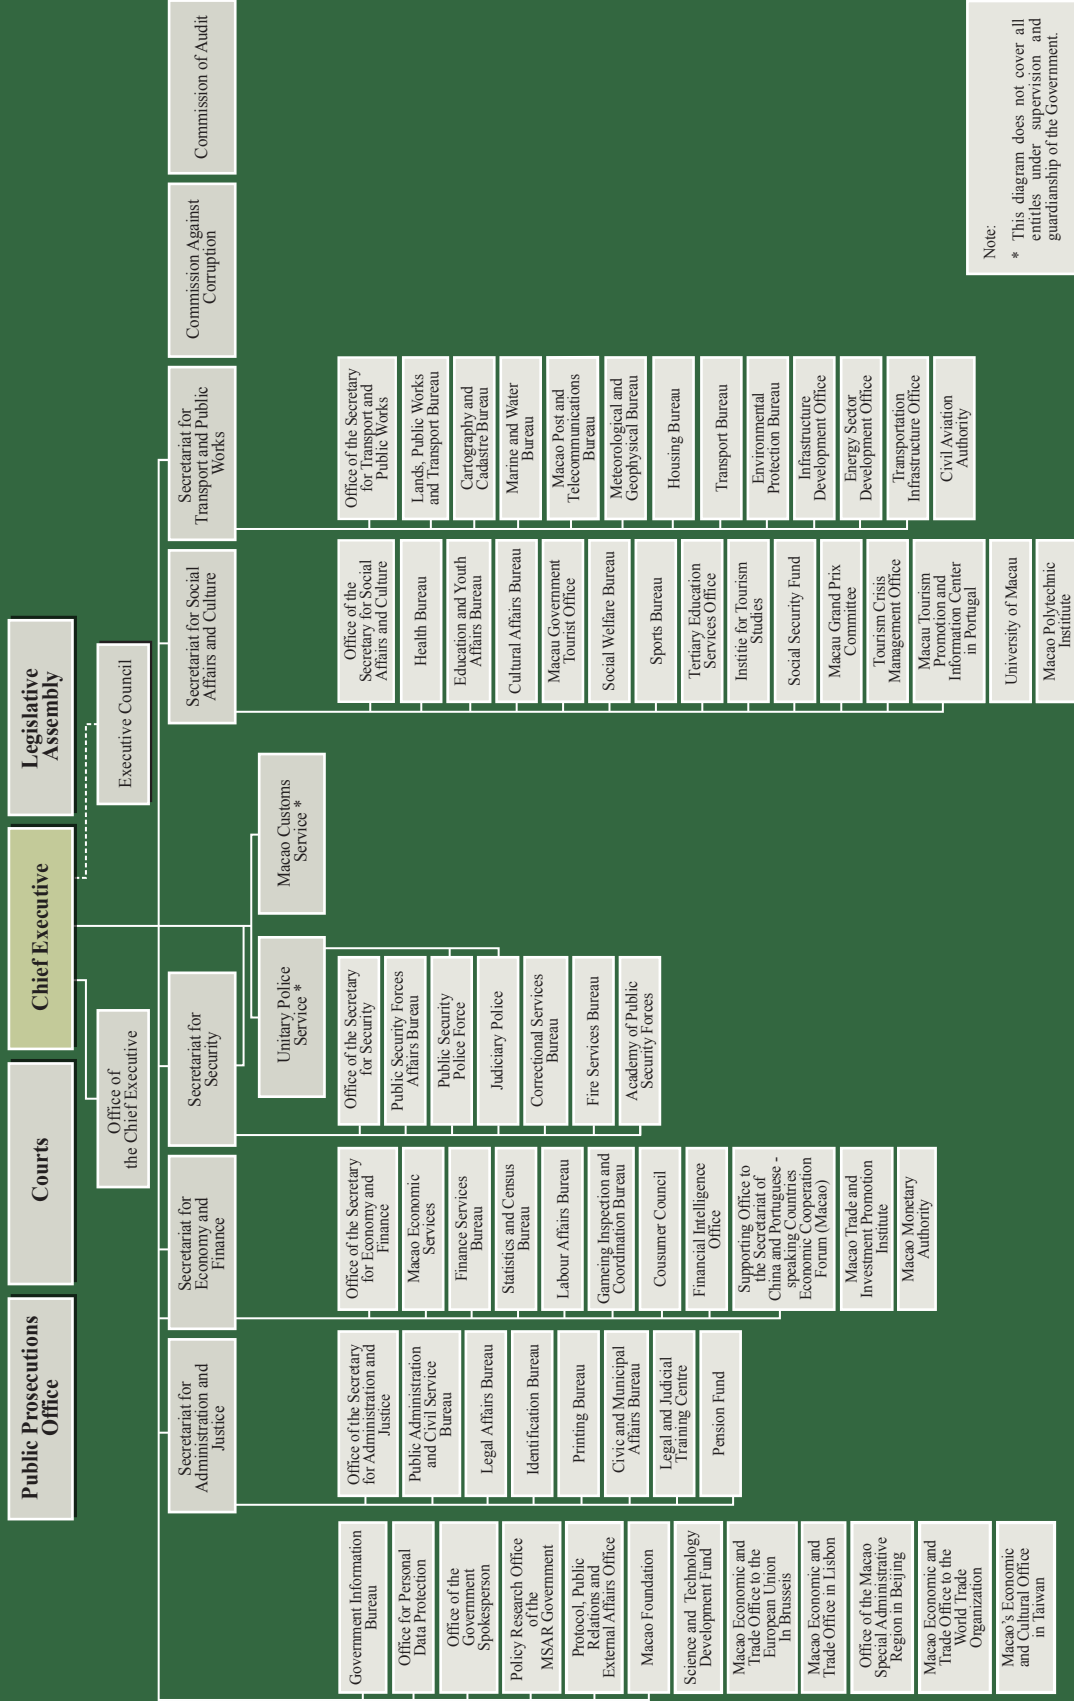 Public Prosecutions
Office
Courts
Chief Executive
Legislative
Assembly
Office of
the Chief Executive
Executive Council
Secretariat for
Administration and
Justice
Secretariat for
Economy and
Finance
Secretariat for
Security
Secretariat for Social
Affairs and Culture
Secretariat for
Transport and Public
Works
Commission Against
Corruption
Commission of Audit
Unitary Police
Service *
Macao Customs
Service *
Government Information
Bureau
Office for Personal
Data Protection
Office of the
Government
Spokesperson
Policy Research Office
of the
MSAR Government
Protocol, Public
Relations and
External Affairs Office
Macao Foundation
Science and Technology
Development Fund
Macao Economic and
Trade Office to the
European Union
In Brusseis
Macao Economic and
Trade Office in Lisbon
Office of the Macao
Special Administrative
Region in Beijing
Macao Economic and
Trade Office to the
World Trade
Organization
Macao's Economic
and Cultural Office
in Taiwan
Office of the Secretary
for Administration and
Justice
Public Administration
and Civil Service
Bureau
Legal Affairs Bureau
Identification Bureau
Printing Bureau
Civic and Municipal
Affairs Bureau
Legal and Judicial
Training Centre
Pension Fund
Office of the Secretary
for Economy and
Finance
Macao Economic
Services
Finance Services
Bureau
Statistics and Census
Bureau
Labour Affairs Bureau
Gameing Inspection and
Coordination Bureau
Cousumer Council
Financial Intelligence
Office
Supporting Office to
the Secretariat of
China and Portuguese -
speaking Countries
Economic Cooperation
Forum (Macao)
Macao Trade and
Investment Promotion
Institute
Macao Monetary
Authority
Office of the Secretary
for Security
Public Security Forces
Affairs Bureau
Public Security
Police Force
Judiciary Police
Correctional Services
Bureau
Fire Services Bureau
Academy of Public
Security Forces
Office of the
Secretary for Social
Affairs and Culture
Health Bureau
Education and Youth
Affairs Bureau
Cultural Affairs Bureau
Macau Government
Tourist Office
Social Welfare Bureau
Sports Bureau
Tertiary Education
Services Office
Institie for Tourism
Studies
Social Security Fund
Macau Grand Prix
Committee
Tourism Crisis
Management Office
Macau Tourism
Promotion and
Information Center
in Portugal
University of Macau
Macao Polytechnic
Institute
Office of the Secretary
for Transport and
Public Works
Lands, Public Works
and Transport Bureau
Cartography and
Cadastre Bureau
Marine and Water
Bureau
Macao Post and
Telecommunications
Bureau
Meteorological and
Geophysical Bureau
Housing Bureau
Transport Bureau
Environmental
Protection Bureau
Infrastructure
Development Office
Energy Sector
Development Office
Transportation
Infrastructure Office
Civil Aviation
Authority
Note:
* This diagram does not cover all
entitles under supervision and
guardianship of the Government.